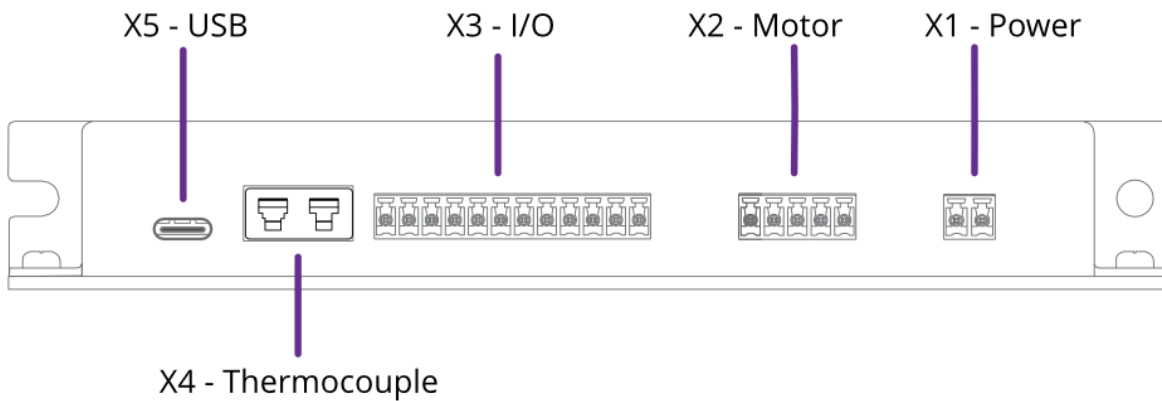 X5 - USB
X3 - I/O
X2 - Motor
X1 - Power
X4 - Thermocouple